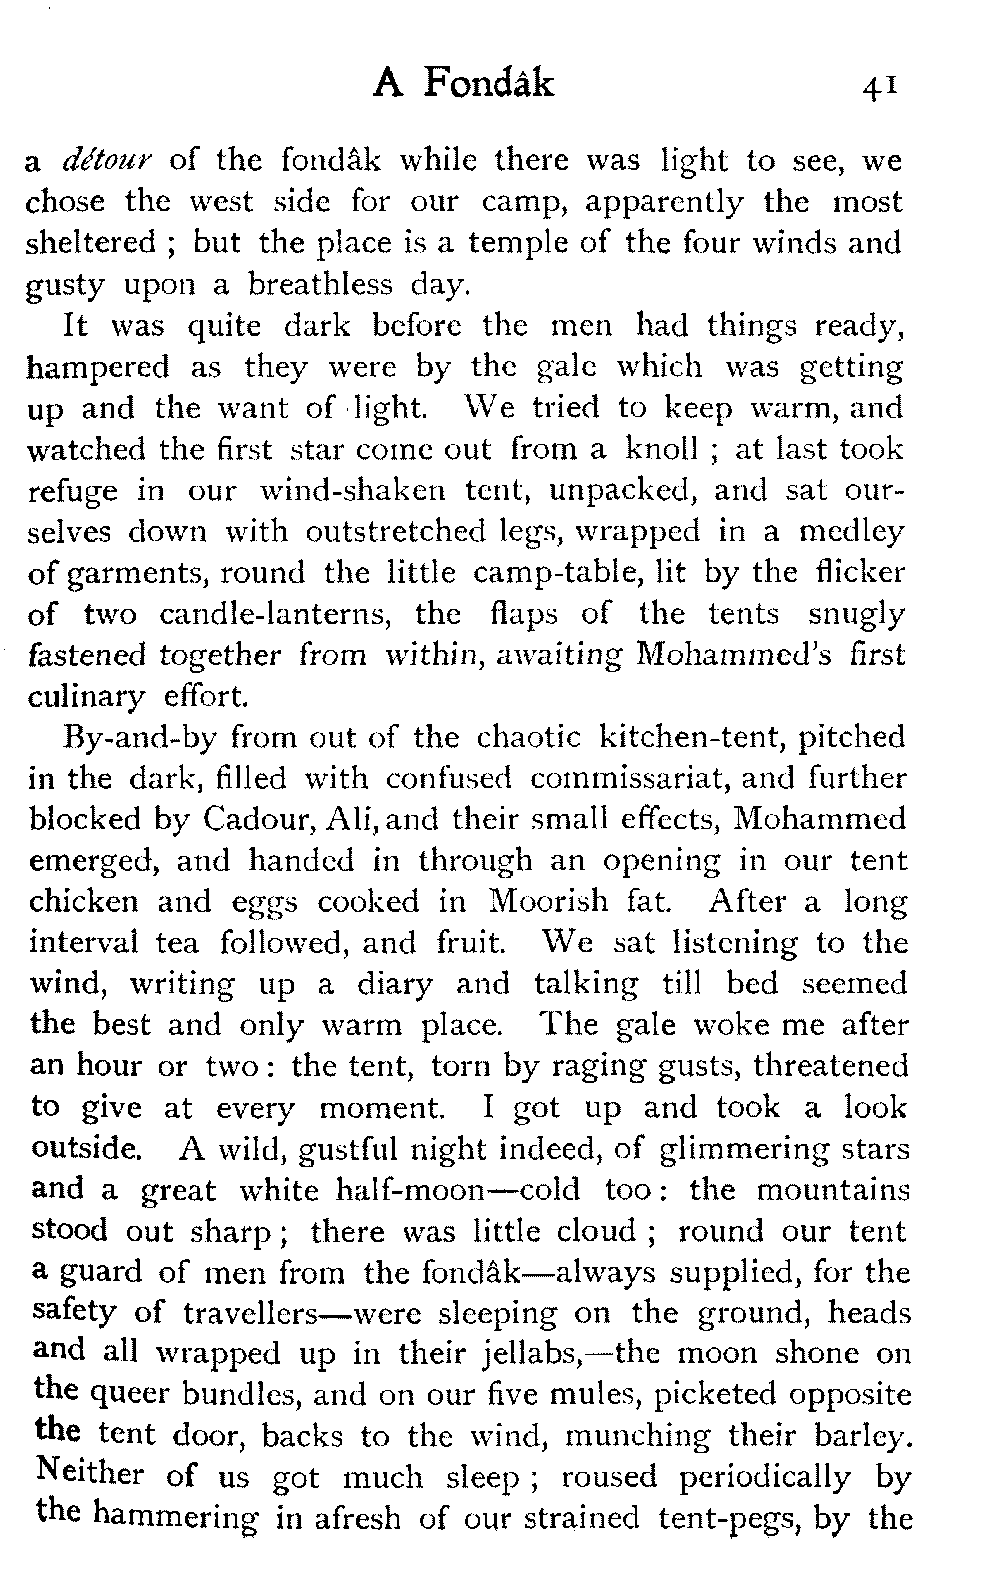 A Fondâk 41
a détour of the fondâk while there was light to see, we
chose the west side for our camp, apparently the most
sheltered ; but the place is a temple of the four winds and
gusty upon a breathless day.
It was quite dark before the men had things ready,
hampered as they were by the gale which was getting
up and the want of light. We tried to keep warm, and
watched the first star come out from a knoll ; at last took
refuge in our wind-shaken tent, unpacked, and sat our-
selves down with outstretched legs, wrapped in a medley
of garments, round the little camp-table, lit by the flicker
of two candle-lanterns, the flaps of the tents snugly
fastened together from within, awaiting Mohammed's first
culinary effort.
By-and-by from out of the chaotic kitchen-tent, pitched
in the dark, filled with confused commissariat, and further
blocked by Cadour, Ali, and their small effects, Mohammed
emerged, and handed in through an opening in our tent
chicken and eggs cooked in Moorish fat. After a long
interval tea followed, and fruit. We sat listening to the
wind, writing up a diary and talking till bed seemed
the best and only warm place. The gale woke me after
an hour or two : the tent, torn by raging gusts, threatened
to give at every moment. I got up and took a look
outside. A wild, gustful night indeed, of glimmering stars
and a great white half-moon—cold too : the mountains
stood out sharp ; there was little cloud ; round our tent
a guard of men from the fondâk—always supplied, for the
safety of travellers—were sleeping on the ground, heads
and all wrapped up in their jellabs,—the moon shone on
the queer bundles, and on our five mules, picketed opposite
the tent door, backs to the wind, munching their barley.
Neither of us got much sleep ; roused periodically by
the hammering in afresh of our strained tent-pegs, by the